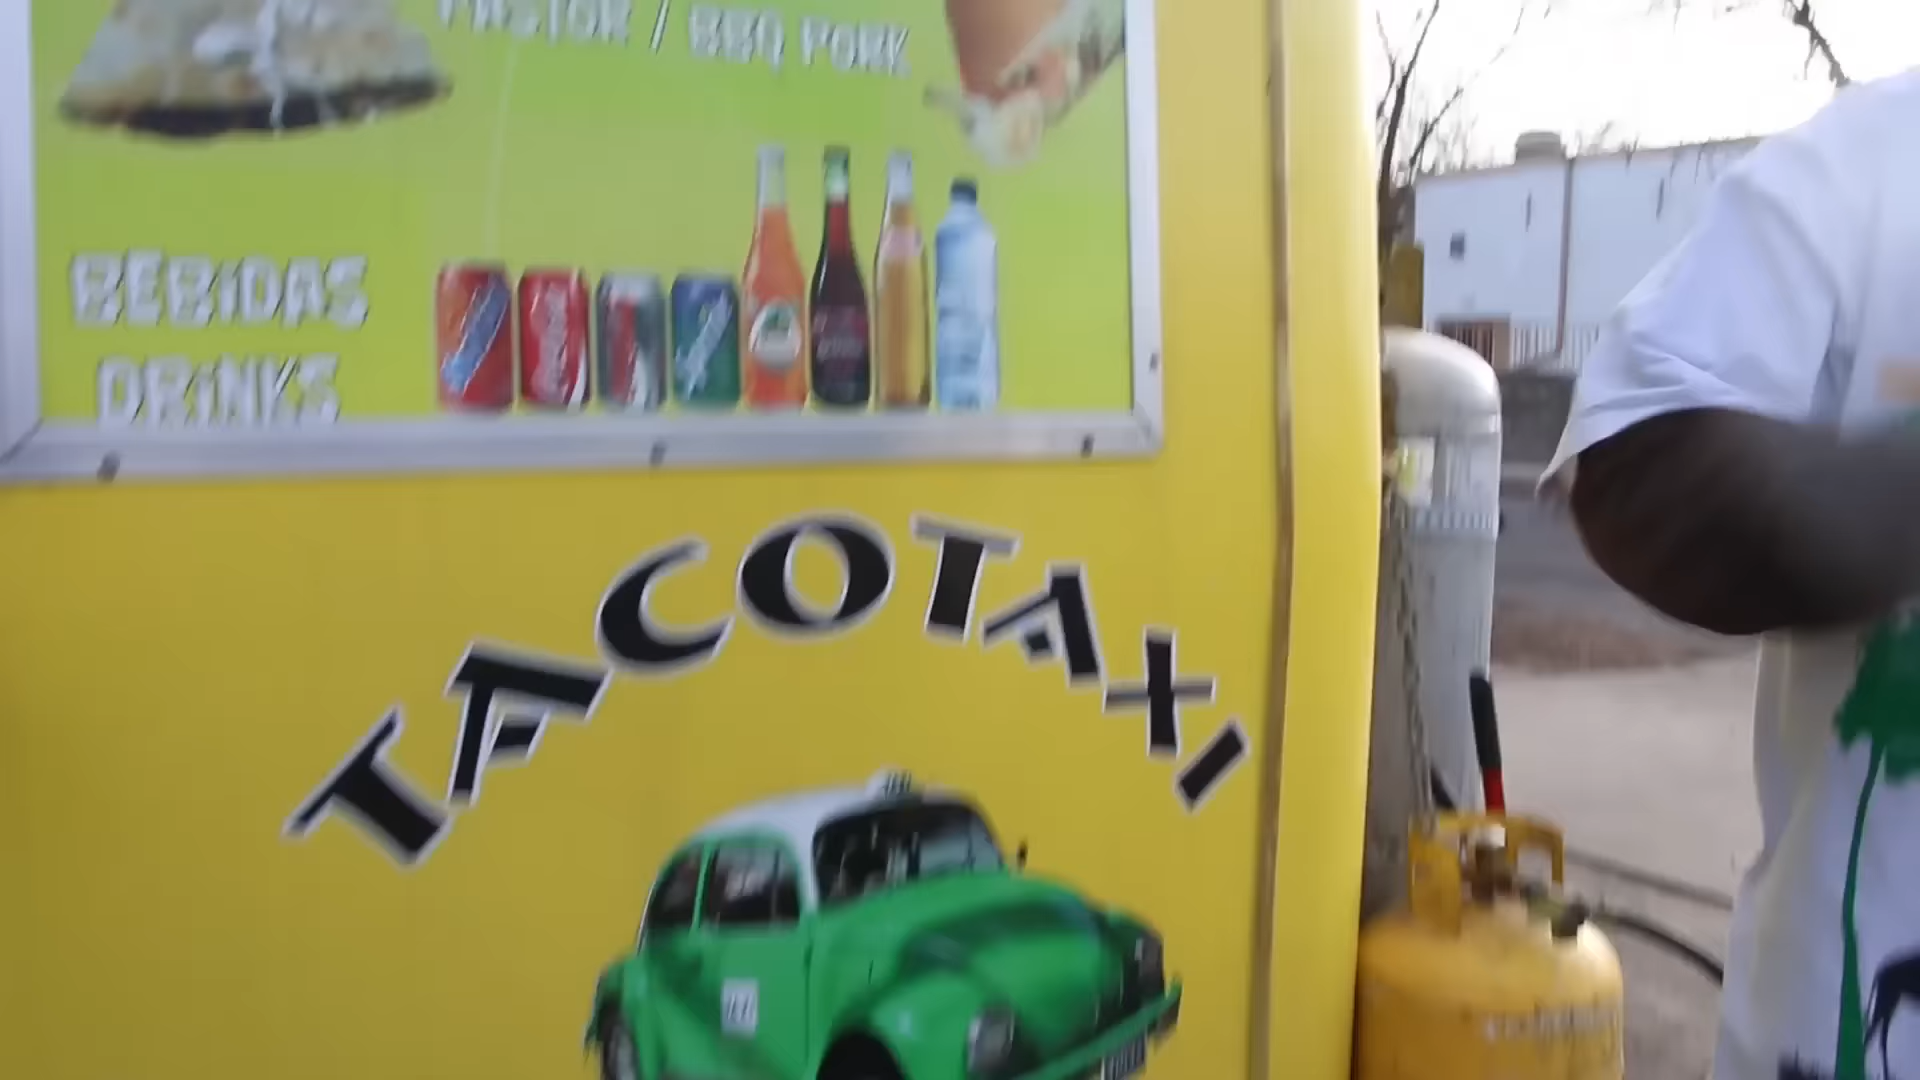 PASTOR / BBQ PORK
BEBIDAS
DRINKS
TACOTAXI